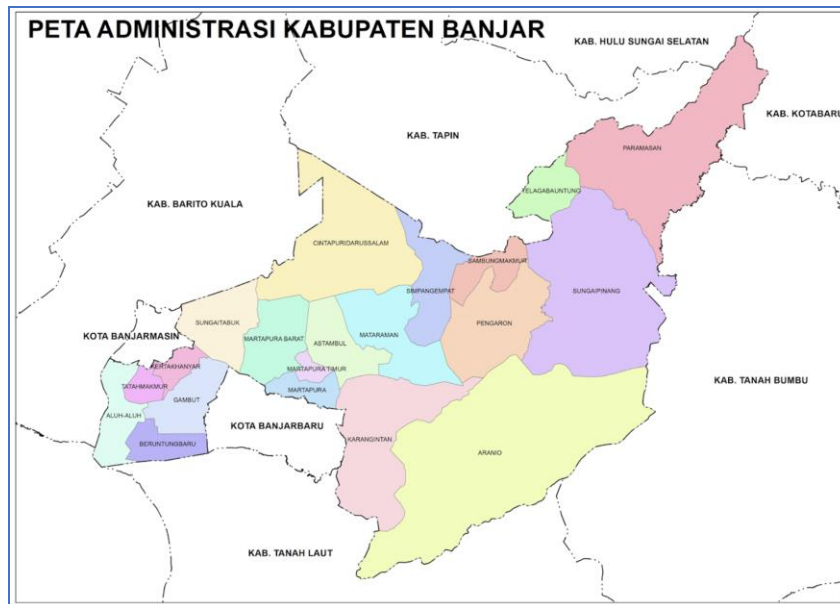 PETA ADMINISTRASI KABUPATEN BANJAR
KAB. HULU SUNGAI SELATAN
KAB. KOTABARU
KAB. TAPIN
PARAMASAN
TELAGABAUNTUNG
KAB. BARITO KUALA
CINTAPURIDARUSSALAM
SAMBUNGMAKMUR
SIMPANGEMPAT
SUNGAIPINANG
SUNGAITABUK
PENGARON
KOTA BANJARMASIN
MARTAPURA BARAT
ASTAMBUL
MATARAMAN
KERTAKHANYAR
MARTAPURA TIMUR
TATAHMAKMUR
MARTAPURA
KAB. TANAH BUMBU
GAMBUT
ALUH-ALUH
KOTA BANJARBARU
BERUNTUNGBARU
KARANGINTAN
ARANIO
KAB. TANAH LAUT